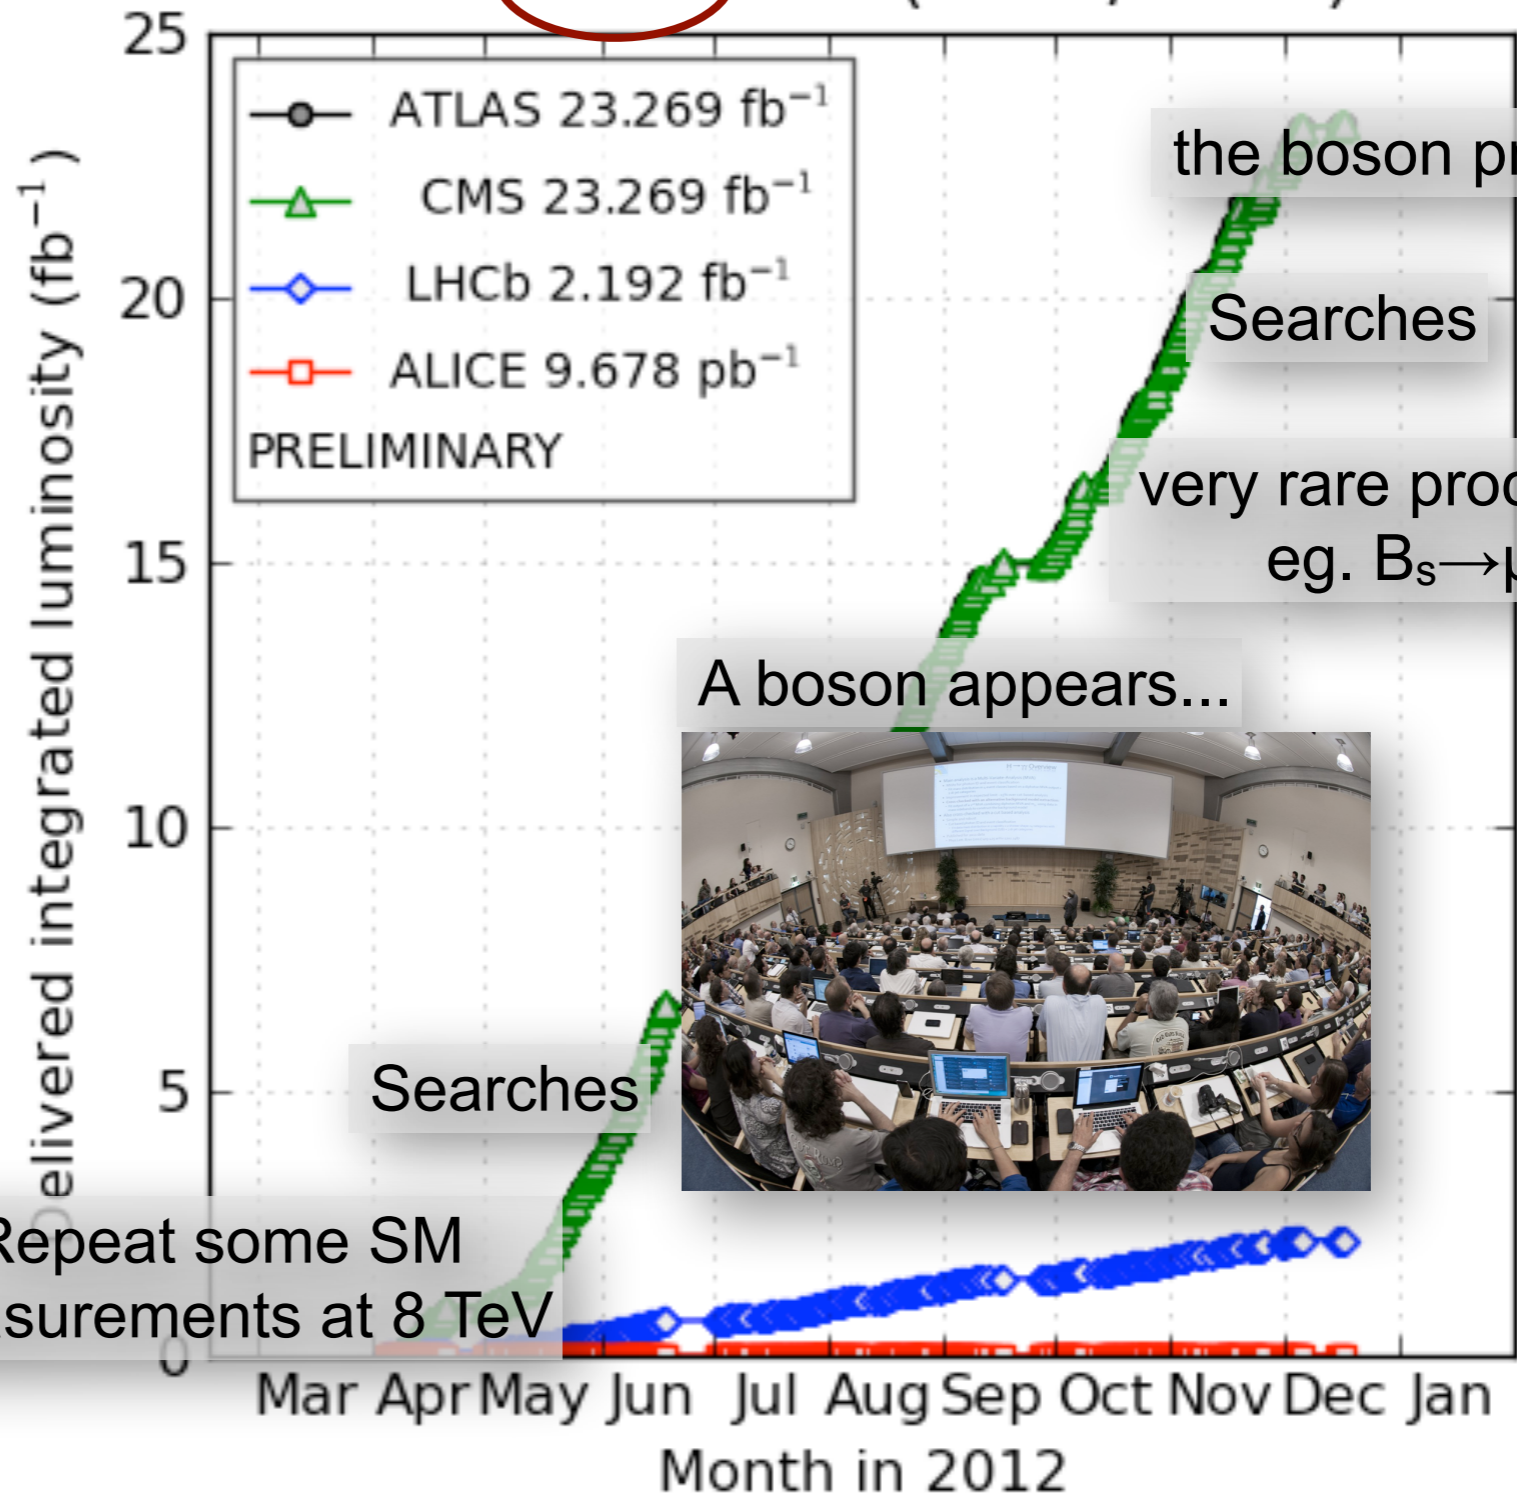 25
ATLAS 23.269 fb⁻¹
CMS 23.269 fb⁻¹
LHCb 2.192 fb⁻¹
ALICE 9.678 pb⁻¹
PRELIMINARY
the boson
Searches
20
very rare
eg. Bₛ→μ
15
A boson appears...
10
Searches
5
Repeat some SM
surements at 8 TeV
0
Delivered integrated luminosity (fb⁻¹)
Mar Apr May Jun Jul Aug Sep Oct Nov Dec Jan
Month in 2012